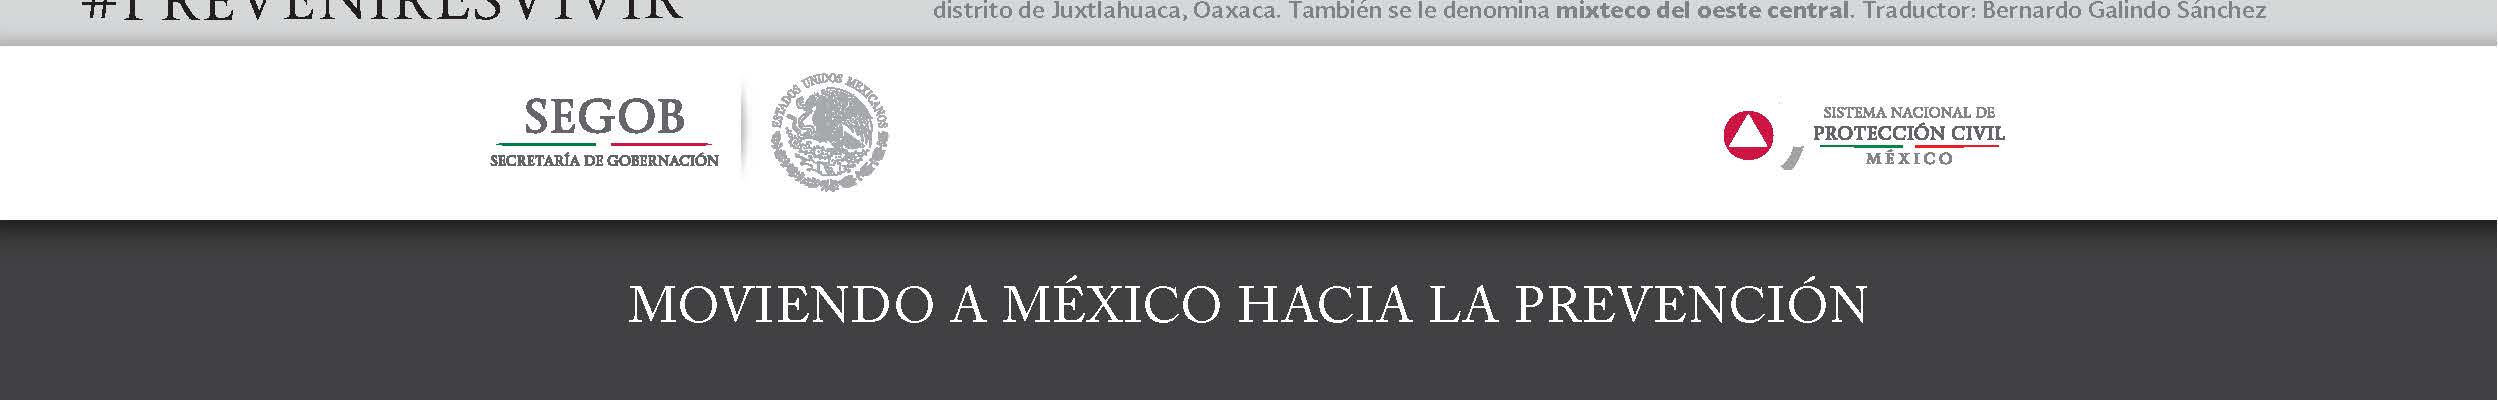 #PREVENIRESVIVIR
distrito de Juxtlahuaca, Oaxaca. También se le denomina mixteco del oeste central. Traductor: Bernardo Galindo Sánchez
SEGOB
SECRETARÍA DE GOBERNACIÓN
ESTADOS UNIDOS MEXICANOS
SISTEMA NACIONAL DE
PROTECCIÓN CIVIL
MÉXICO
MOVIENDO A MÉXICO HACIA LA PREVENCIÓN